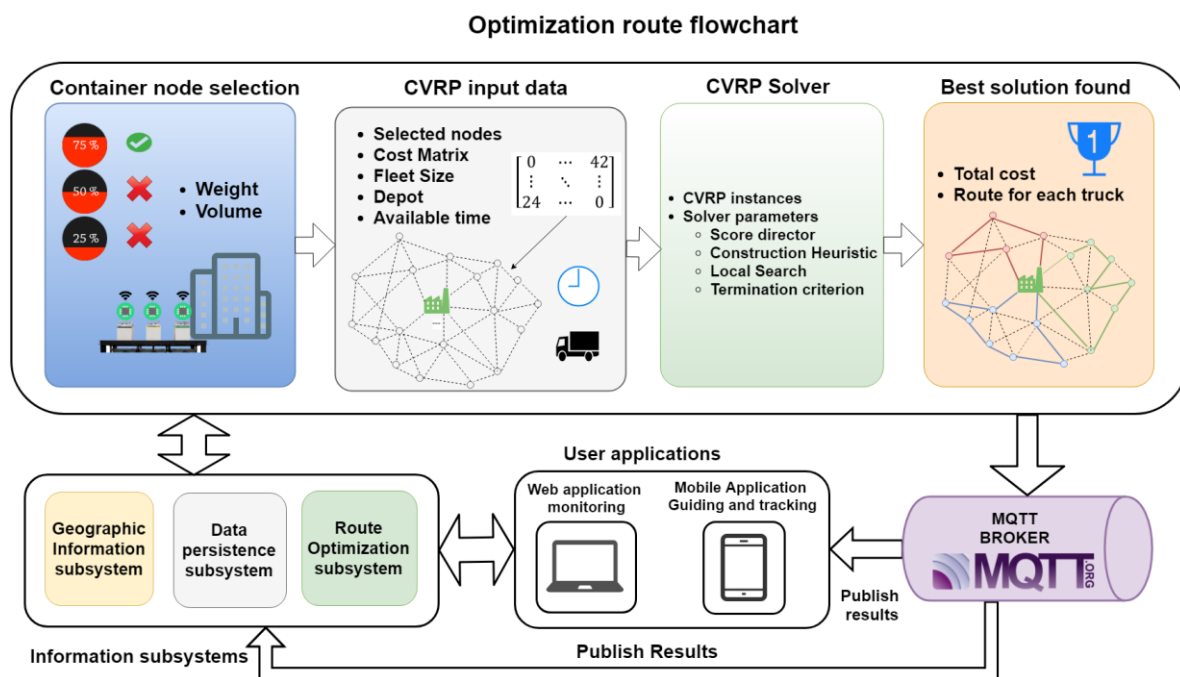 Optimization route flowchart
Container node selection
75 %
50 %
25 %
• Weight
• Volume
CVRP input data
• Selected nodes
• Cost Matrix
• Fleet Size
• Depot
• Available time
0 ⋯ 42
⋮ ⋱ ⋮
24 ⋯ 0
CVRP Solver
• CVRP instances
• Solver parameters
○ Score director
○ Construction Heuristic
○ Local Search
○ Termination criterion
Best solution found
1
• Total cost
• Route for each truck
Geographic
Information
subsystem
Data
persistence
subsystem
Route
Optimization
subsystem
Information subsystems
User applications
Web application
monitoring
Mobile Application
Guiding and tracking
MQTT
BROKER
MQTT.ORG
Publish
results
Publish Results